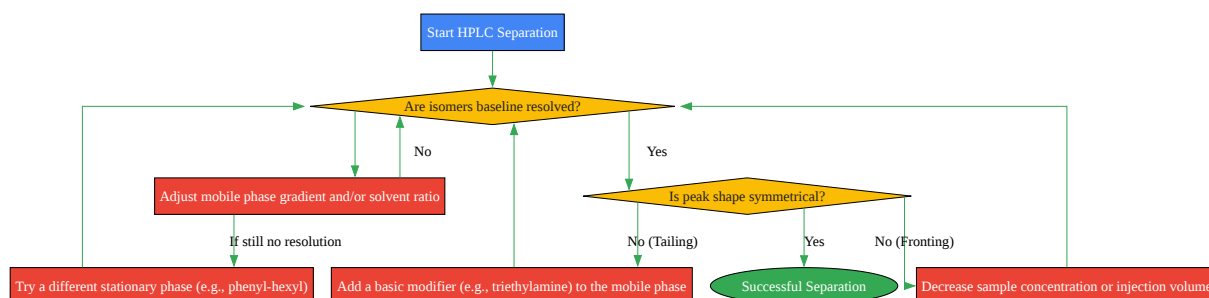 Start HPLC Separation
Are isomers baseline resolved?
No
Yes
Adjust mobile phase gradient and/or solvent ratio
Is peak shape symmetrical?
If still no resolution
No (Tailing)
Yes
No (Fronting)
Try a different stationary phase (e.g., phenyl-hexyl)
Add a basic modifier (e.g., triethylamine) to the mobile phase
Successful Separation
Decrease sample concentration or injection volume